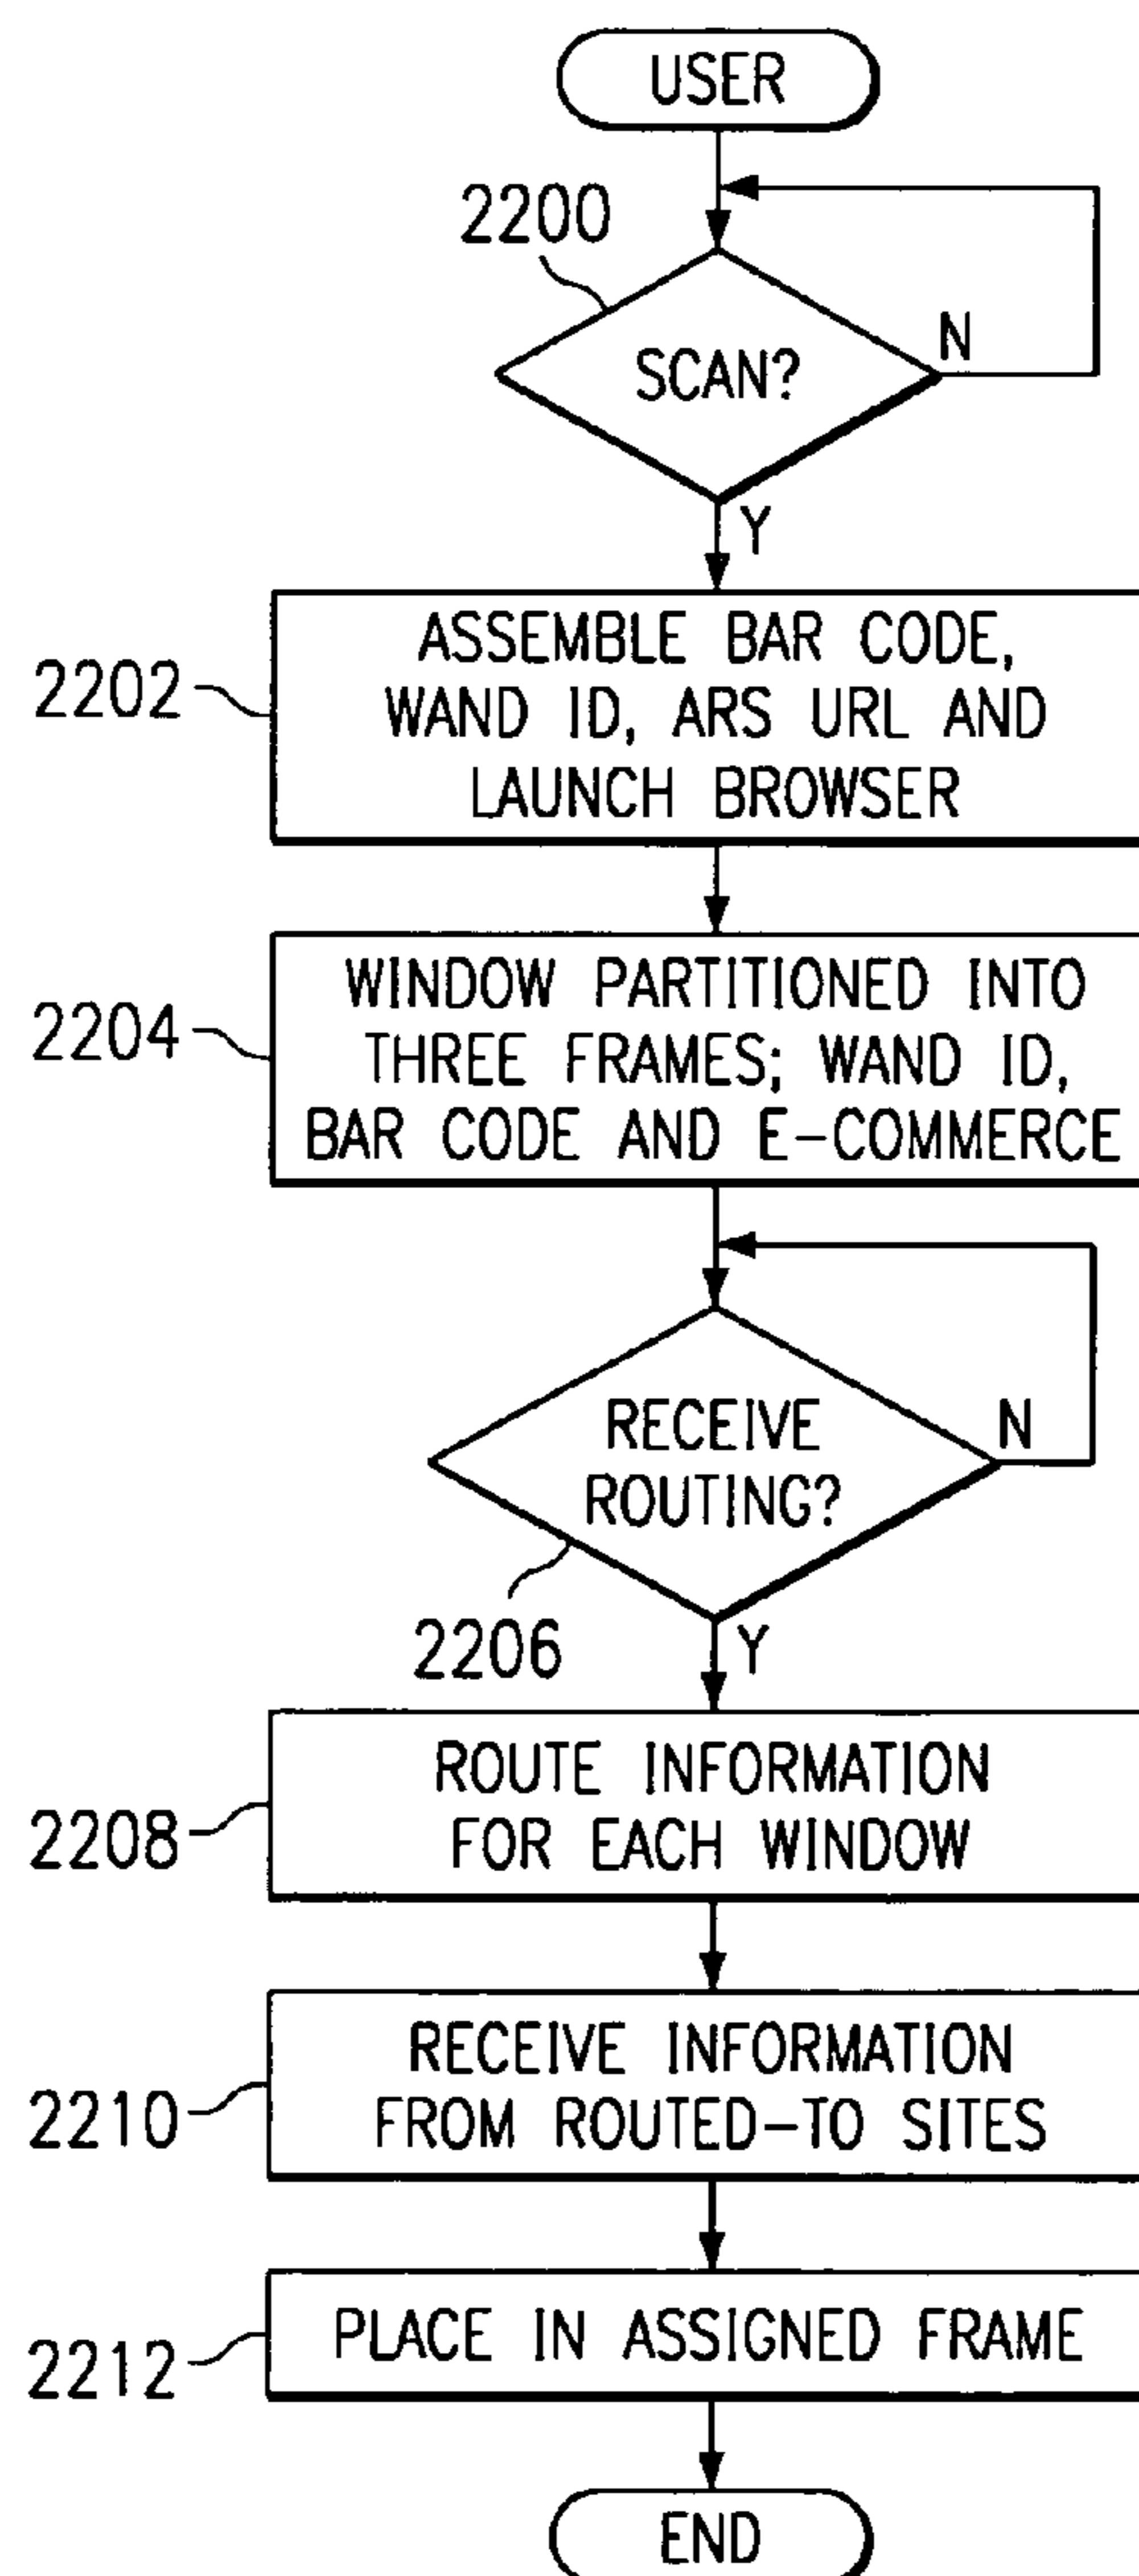 USER
2200
SCAN?
N
Y
2202
ASSEMBLE BAR CODE,
WAND ID, ARS URL AND
LAUNCH BROWSER
2204
WINDOW PARTITIONED INTO
THREE FRAMES; WAND ID,
BAR CODE AND E-COMMERCE
RECEIVE
ROUTING?
N
2206
Y
2208
ROUTE INFORMATION
FOR EACH WINDOW
2210
RECEIVE INFORMATION
FROM ROUTED-TO SITES
2212
PLACE IN ASSIGNED FRAME
END